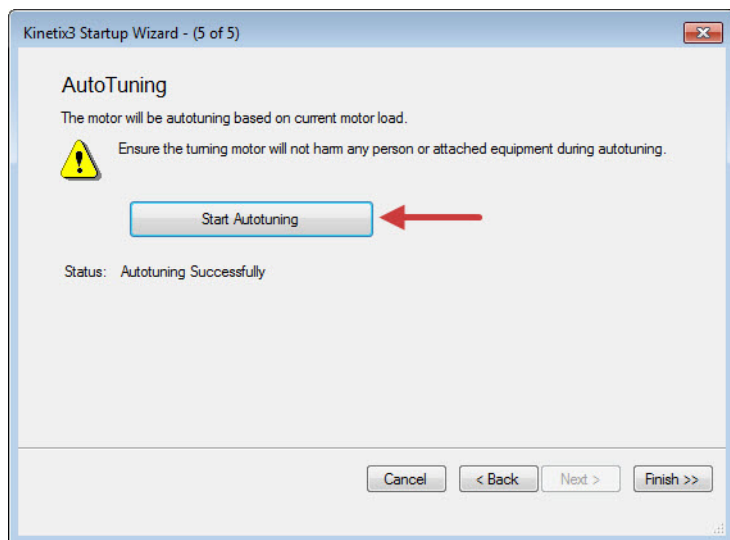 Kinetix3 Startup Wizard - (5 of 5)
AutoTuning
The motor will be autotuning based on current motor load.
Ensure the turning motor will not harm any person or attached equipment during autotuning.
Start Autotuning
Status: Autotuning Successfully
Cancel < Back Next > Finish >>